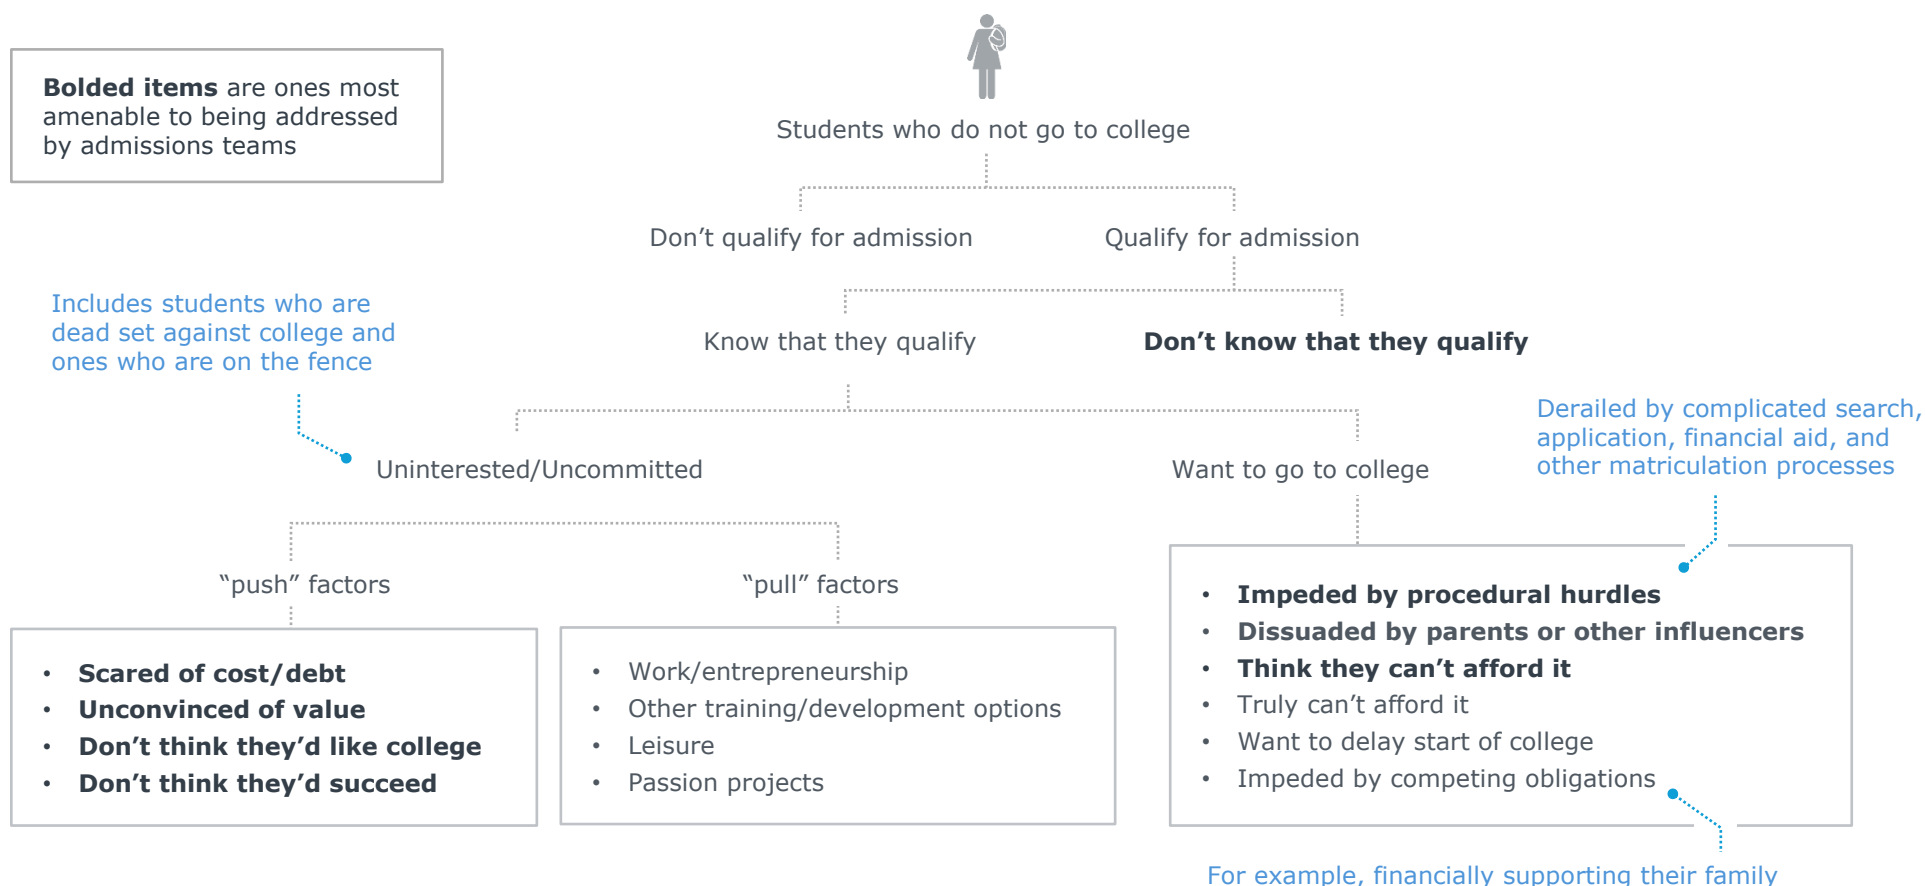 Bolded items are ones most
amenable to being addressed
by admissions teams
Students who do not go to college
Don’t qualify for admission
Qualify for admission
Includes students who are
dead set against college and
ones who are on the fence
Know that they qualify
Don’t know that they qualify
Derailed by complicated search,
application, financial aid, and
other matriculation processes
Uninterested/Uncommitted
Want to go to college
“push” factors
“pull” factors
• Scared of cost/debt
• Unconvinced of value
• Don’t think they’d like college
• Don’t think they’d succeed
• Work/entrepreneurship
• Other training/development options
• Leisure
• Passion projects
• Impeded by procedural hurdles
• Dissuaded by parents or other influencers
• Think they can’t afford it
• Truly can’t afford it
• Want to delay start of college
• Impeded by competing obligations
For example, financially supporting their family